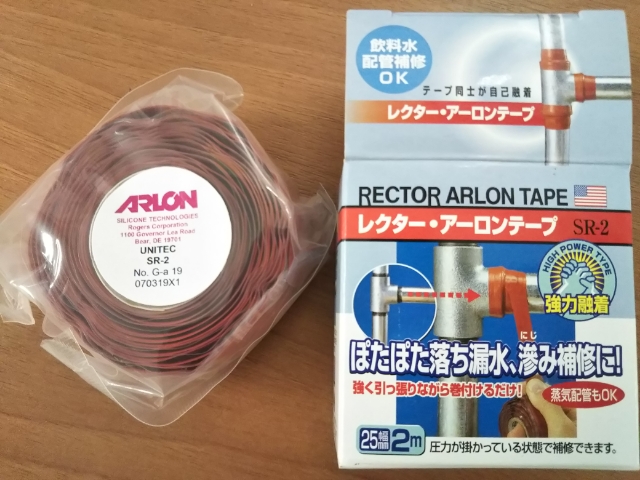 ARLON
SILICONE TECHNOLOGIES
Rogers Corporation
1100 Governor Lea Road
Bear, DE 19701
UNITEC
SR-2
No. G-a 19
070319X1
飲料水
配管補修
OK
テープ同士が自己融着
レクター・アーロンテープ
RECTOR ARLON TAPE
レクター・アーロンテープ SR-2
HIGH POWER TYPE
強力融着
にじ
ぽたぽた落ち漏水、滲み補修に!
強く引っ張りながら巻付けるだけ!
蒸気配管もOK
25幅mm 2m
圧力が掛かっている状態で補修できます。